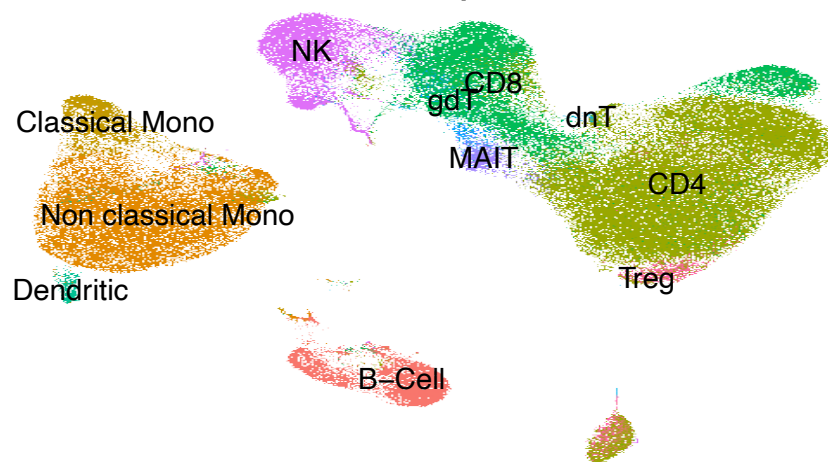 NK
CD8
gdT
dnT
Classical Mono
MAIT
CD4
Non classical Mono
Treg
Dendritic
B−Cell